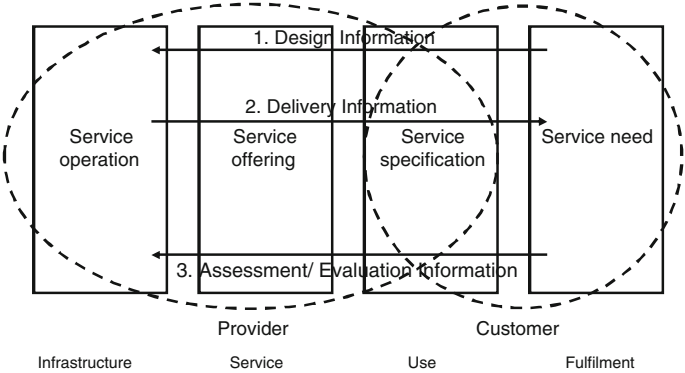 1. Design Information
2. Delivery Information
Service operation
Service offering
Service specification
Service need
3. Assessment/ Evaluation Information
Provider
Customer
Infrastructure
Service
Use
Fulfilment